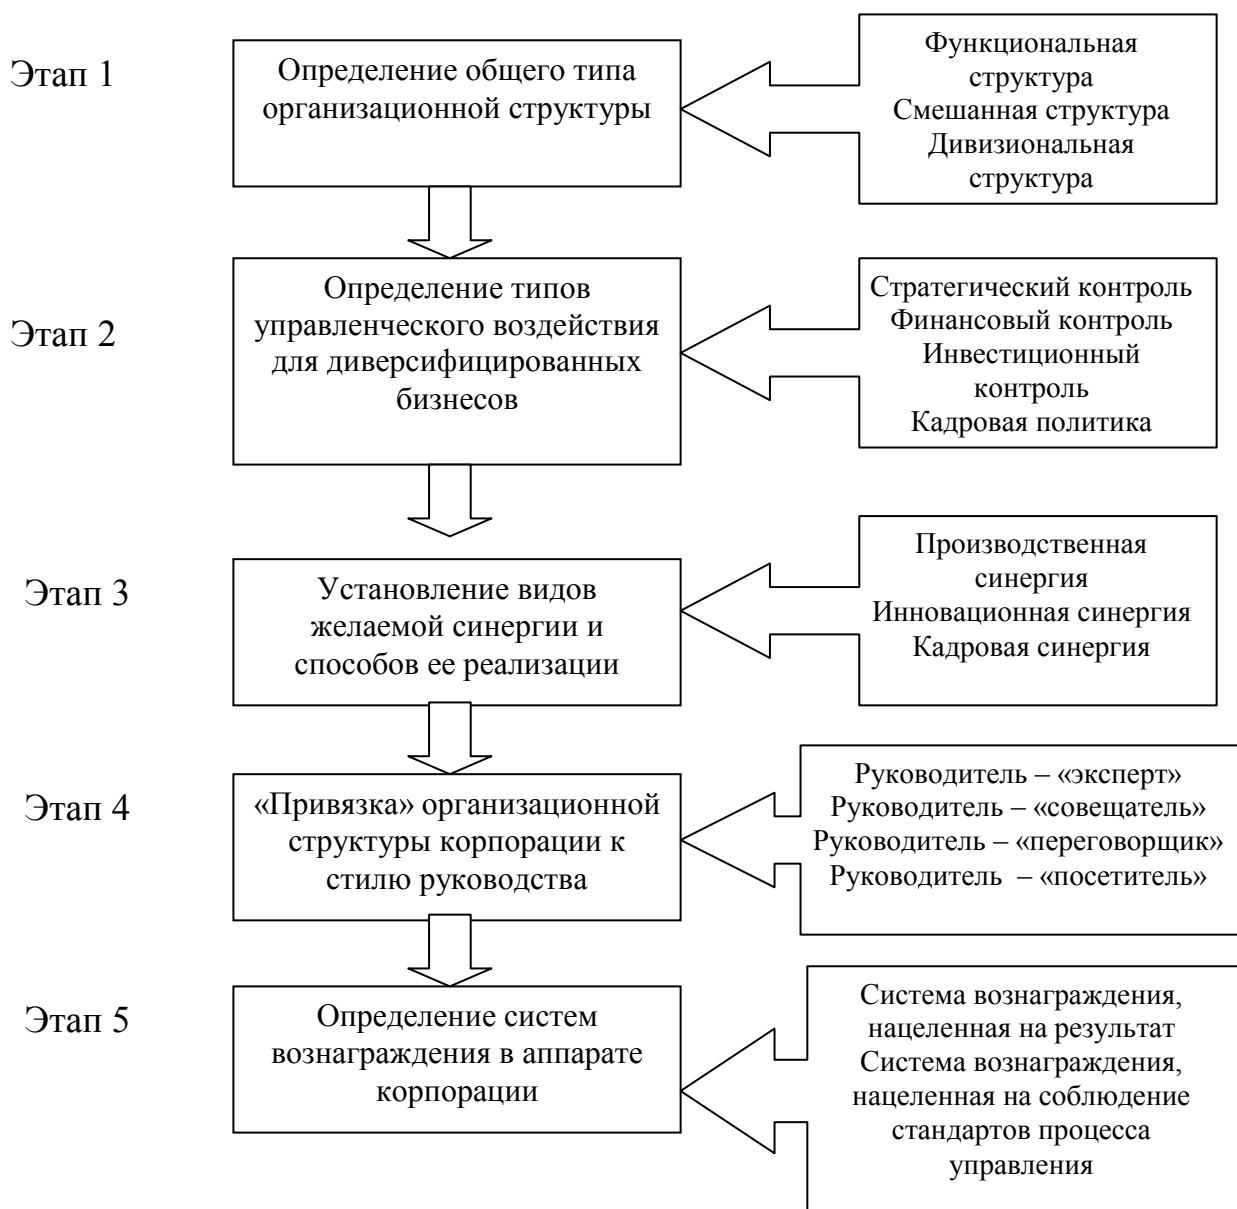 Этап 1
Определение общего типа
организационной структуры
Функциональная
структура
Смешанная структура
Дивизиональная
структура
Этап 2
Определение типов
управленческого воздействия
для диверсифицированных
бизнесов
Стратегический контроль
Финансовый контроль
Инвестиционный
контроль
Кадровая политика
Этап 3
Установление видов
желаемой синергии и
способов ее реализации
Производственная
синергия
Инновационная синергия
Кадровая синергия
Этап 4
«Привязка» организационной
структуры корпорации к
стилю руководства
Руководитель – «эксперт»
Руководитель – «совещатель»
Руководитель – «переговорщик»
Руководитель – «посетитель»
Этап 5
Определение систем
вознаграждения в аппарате
корпорации
Система вознаграждения,
нацеленная на результат
Система вознаграждения,
нацеленная на соблюдение
стандартов процесса
управления